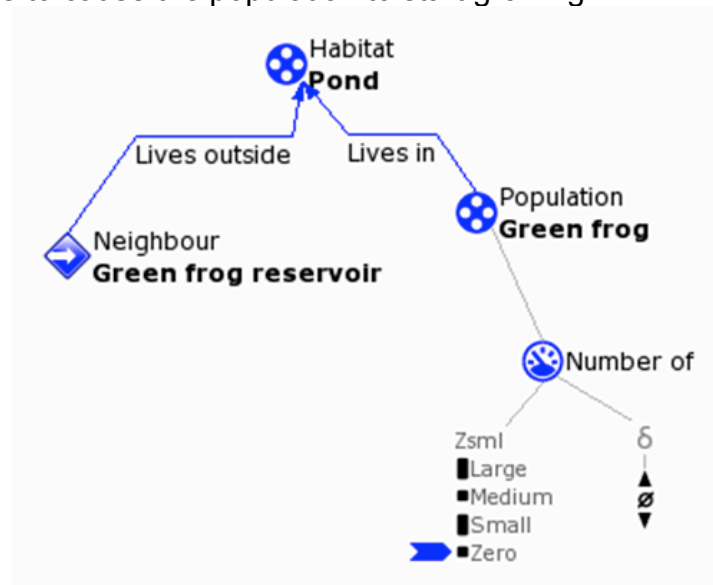 Habitat
Pond
Lives outside
Lives in
Population
Green frog
Neighbour
Green frog reservoir
Number of
Zsml
δ
Large
Medium
ø
Small
Zero